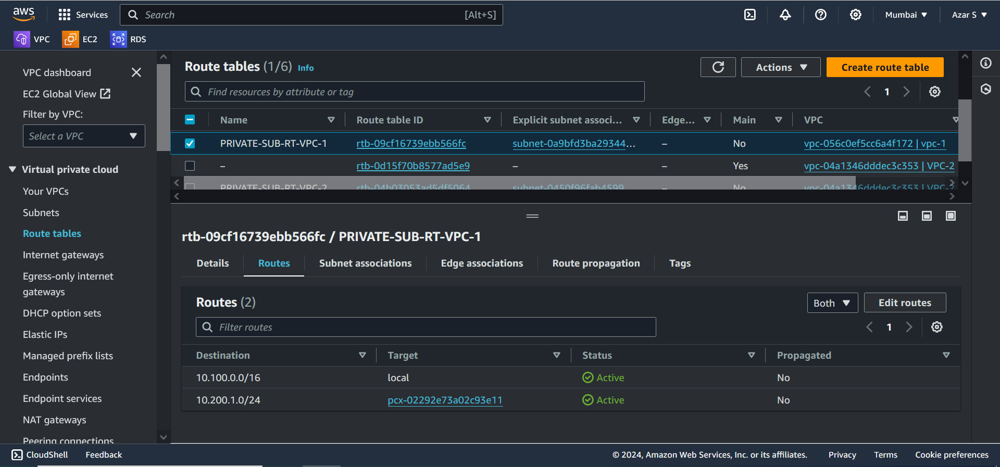 aws
Services
Search
[Alt+S]
Mumbai
Azar S
VPC
EC2
RDS
VPC dashboard
EC2 Global View
Filter by VPC:
Select a VPC
Virtual private cloud
Your VPCs
Subnets
Route tables
Internet gateways
Egress-only internet
gateways
DHCP option sets
Elastic IPs
Managed prefix lists
Endpoints
Endpoint services
NAT gateways
Peering connections
Route tables (1/6) Info
Actions
Create route table
Find resources by attribute or tag
1
Name Route table ID Explicit subnet associ... Edge... Main VPC
PRIVATE-SUB-RT-VPC-1 rtb-09cf16739ebb566fc subnet-0a9bfd3ba29344... – No vpc-056c0ef5cc6a4f172 | vpc-1
– rtb-0d15f70b8577ad5e9 – – Yes vpc-04a1346dddec3c353 | VPC-2
PRIVATE-SUB-RT-VPC-2 rtb-04b03053ad5df5064 subnet-0450f96fab4599... No vpc-04a1346dddec3c353 | VPC-2
rtb-09cf16739ebb566fc / PRIVATE-SUB-RT-VPC-1
Details Routes Subnet associations Edge associations Route propagation Tags
Routes (2)
Both
Edit routes
Filter routes
1
Destination Target Status Propagated
10.100.0.0/16 local Active No
10.200.1.0/24 pcx-02292e73a02c93e11 Active No
CloudShell Feedback © 2024, Amazon Web Services, Inc. or its affiliates. Privacy Terms Cookie preferences